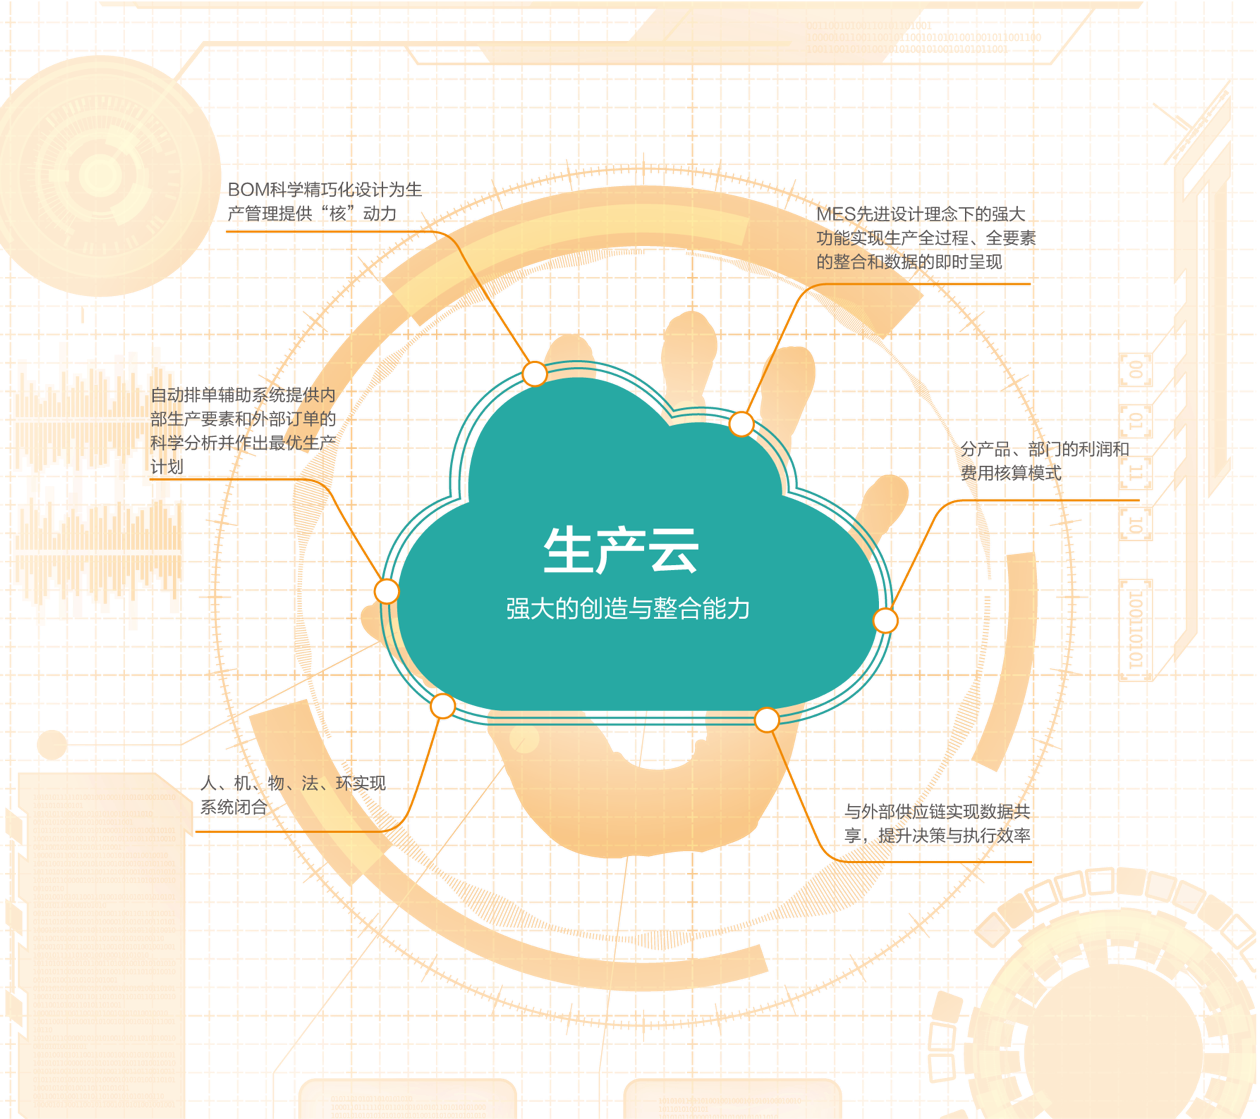 BOM科学精巧化设计为生
产管理提供“核”动力
MES先进设计理念下的强大
功能实现生产全过程、全要素
的整合和数据的即时呈现
自动排单辅助系统提供内
部生产要素和外部订单的
科学分析并作出最优生产
计划
分产品、部门的利润和
费用核算模式
生产云
强大的创造与整合能力
人、机、物、法、环实现
系统闭合
与外部供应链实现数据共
享，提升决策与执行效率
00
01
11
10
100110101